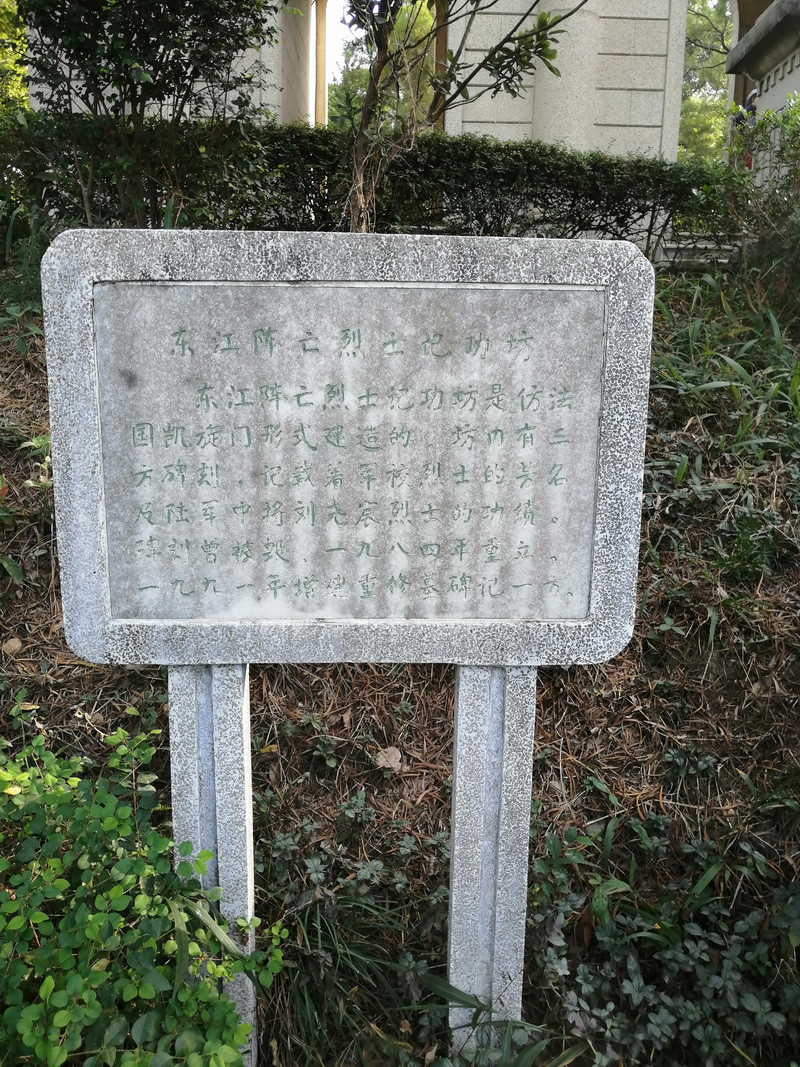 东江阵亡烈士记功坊
东江阵亡烈士记功坊是仿法
国凯旋门形式建造的。坊内有三
方碑刻，记载着军校烈士的芳名
及陆军中将刘尧宸烈士的功绩。
碑刻曾被毁、一九八四年重立。
一九九一年增建重修墓碑记一方。